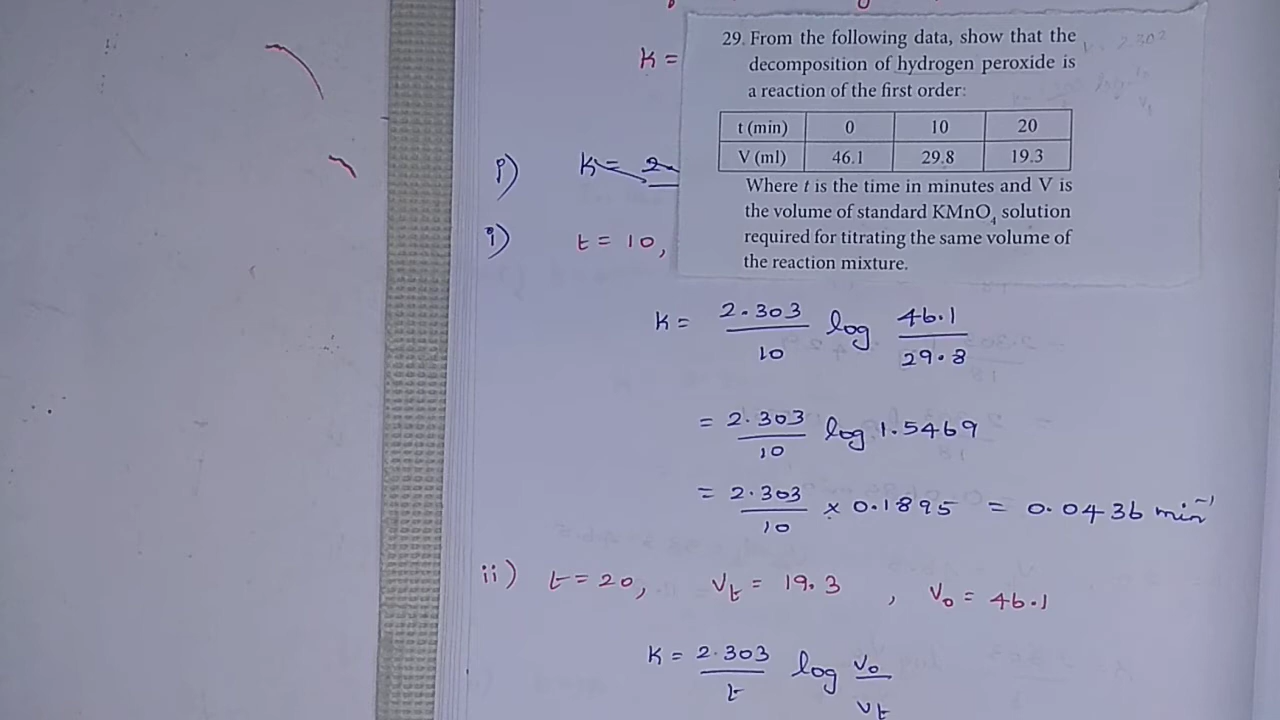 K =
29. From the following data, show that the
decomposition of hydrogen peroxide is
a reaction of the first order:
t (min) 0 10 20
V (ml) 46.1 29.8 19.3
Where t is the time in minutes and V is
the volume of standard KMnO₄ solution
required for titrating the same volume of
the reaction mixture.
i) K = 2
i) t = 10,
K = 2.303/10 log 46.1/29.8
= 2.303/10 log 1.5469
= 2.303/10 × 0.1895 = 0.0436 min⁻¹
ii) t = 20, Vt = 19.3 , V₀ = 46.1
K = 2.303/t log V₀/Vt